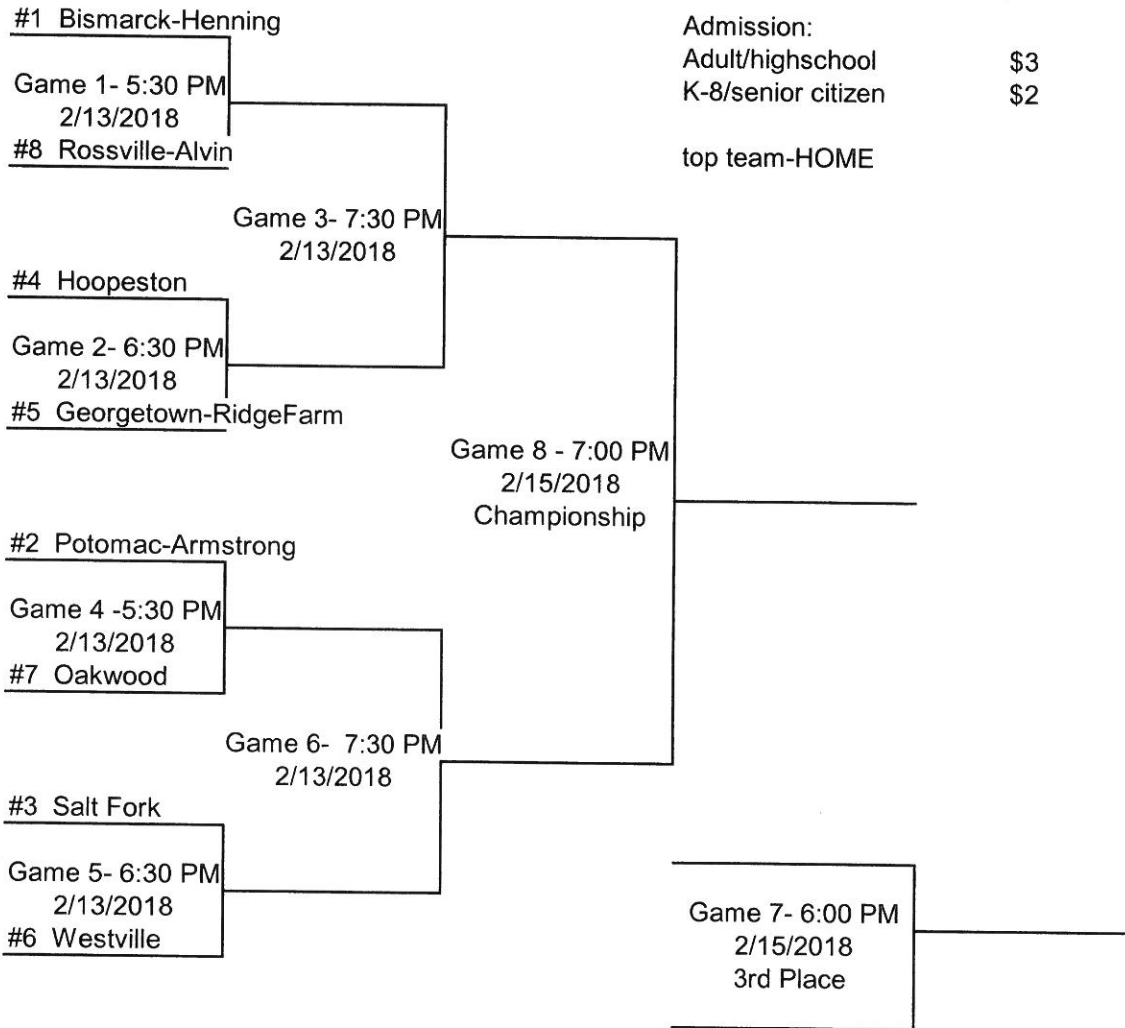 #1 Bismarck-Henning
Game 1- 5:30 PM
2/13/2018
#8 Rossville-Alvin
Game 3- 7:30 PM
2/13/2018
#4 Hoopeston
Game 2- 6:30 PM
2/13/2018
#5 Georgetown-RidgeFarm
Game 8 - 7:00 PM
2/15/2018
Championship
#2 Potomac-Armstrong
Game 4 -5:30 PM
2/13/2018
#7 Oakwood
Game 6- 7:30 PM
2/13/2018
#3 Salt Fork
Game 5- 6:30 PM
2/13/2018
#6 Westville
Game 7- 6:00 PM
2/15/2018
3rd Place
Admission:
Adult/highschool $3
K-8/senior citizen $2
top team-HOME